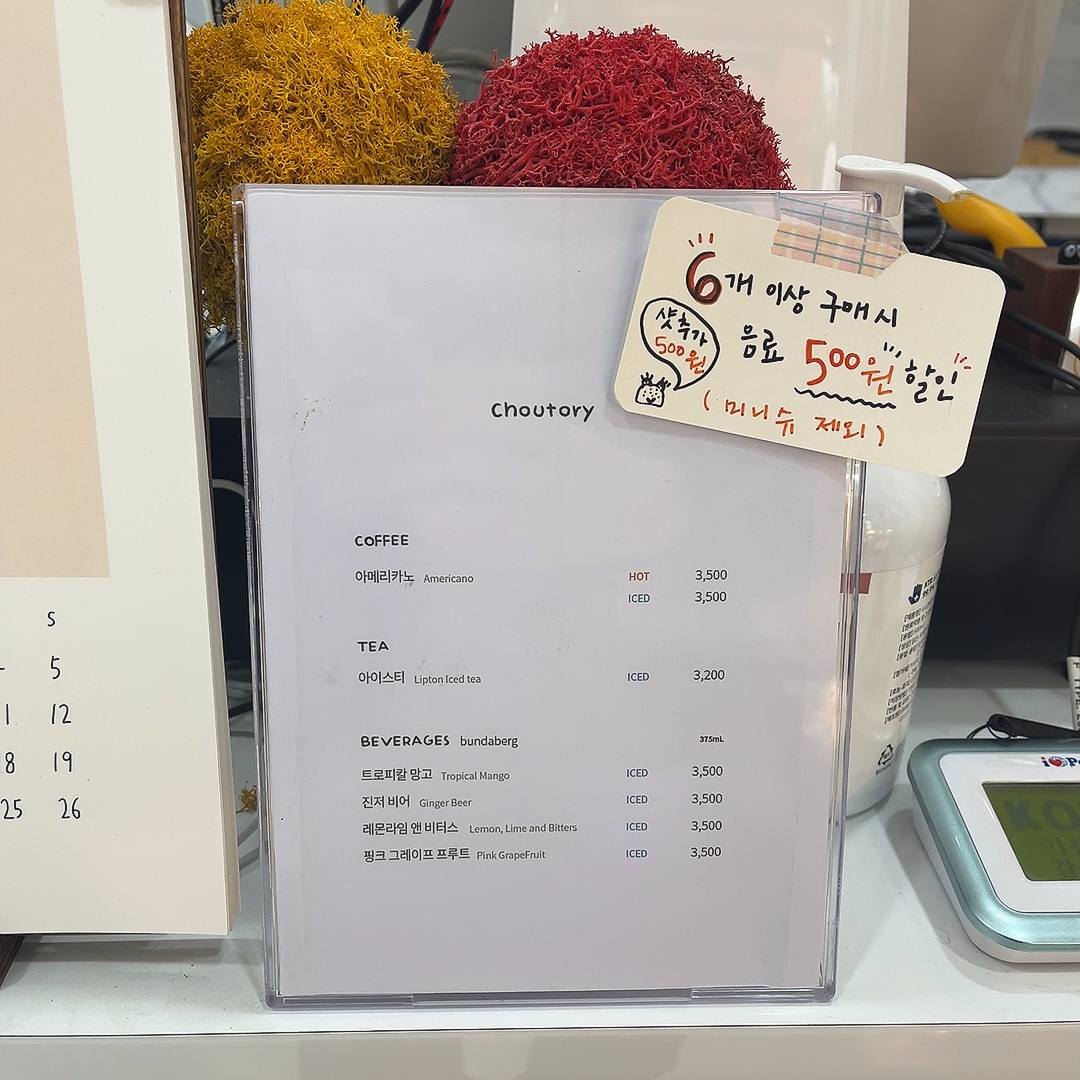 6개 이상 구매시
음료 500원 할인
(미니슈 제외)
샷추가
500원
Choutory
COFFEE
아메리카노 Americano HOT 3,500
ICED 3,500
TEA
아이스티 Lipton Iced tea ICED 3,200
BEVERAGES bundaberg 375mL
트로피칼 망고 Tropical Mango ICED 3,500
진저 비어 Ginger Beer ICED 3,500
레몬라임 앤 비터스 Lemon, Lime and Bitters ICED 3,500
핑크 그레이프 프루트 Pink GrapeFruit ICED 3,500
S
5
12
19
25 26